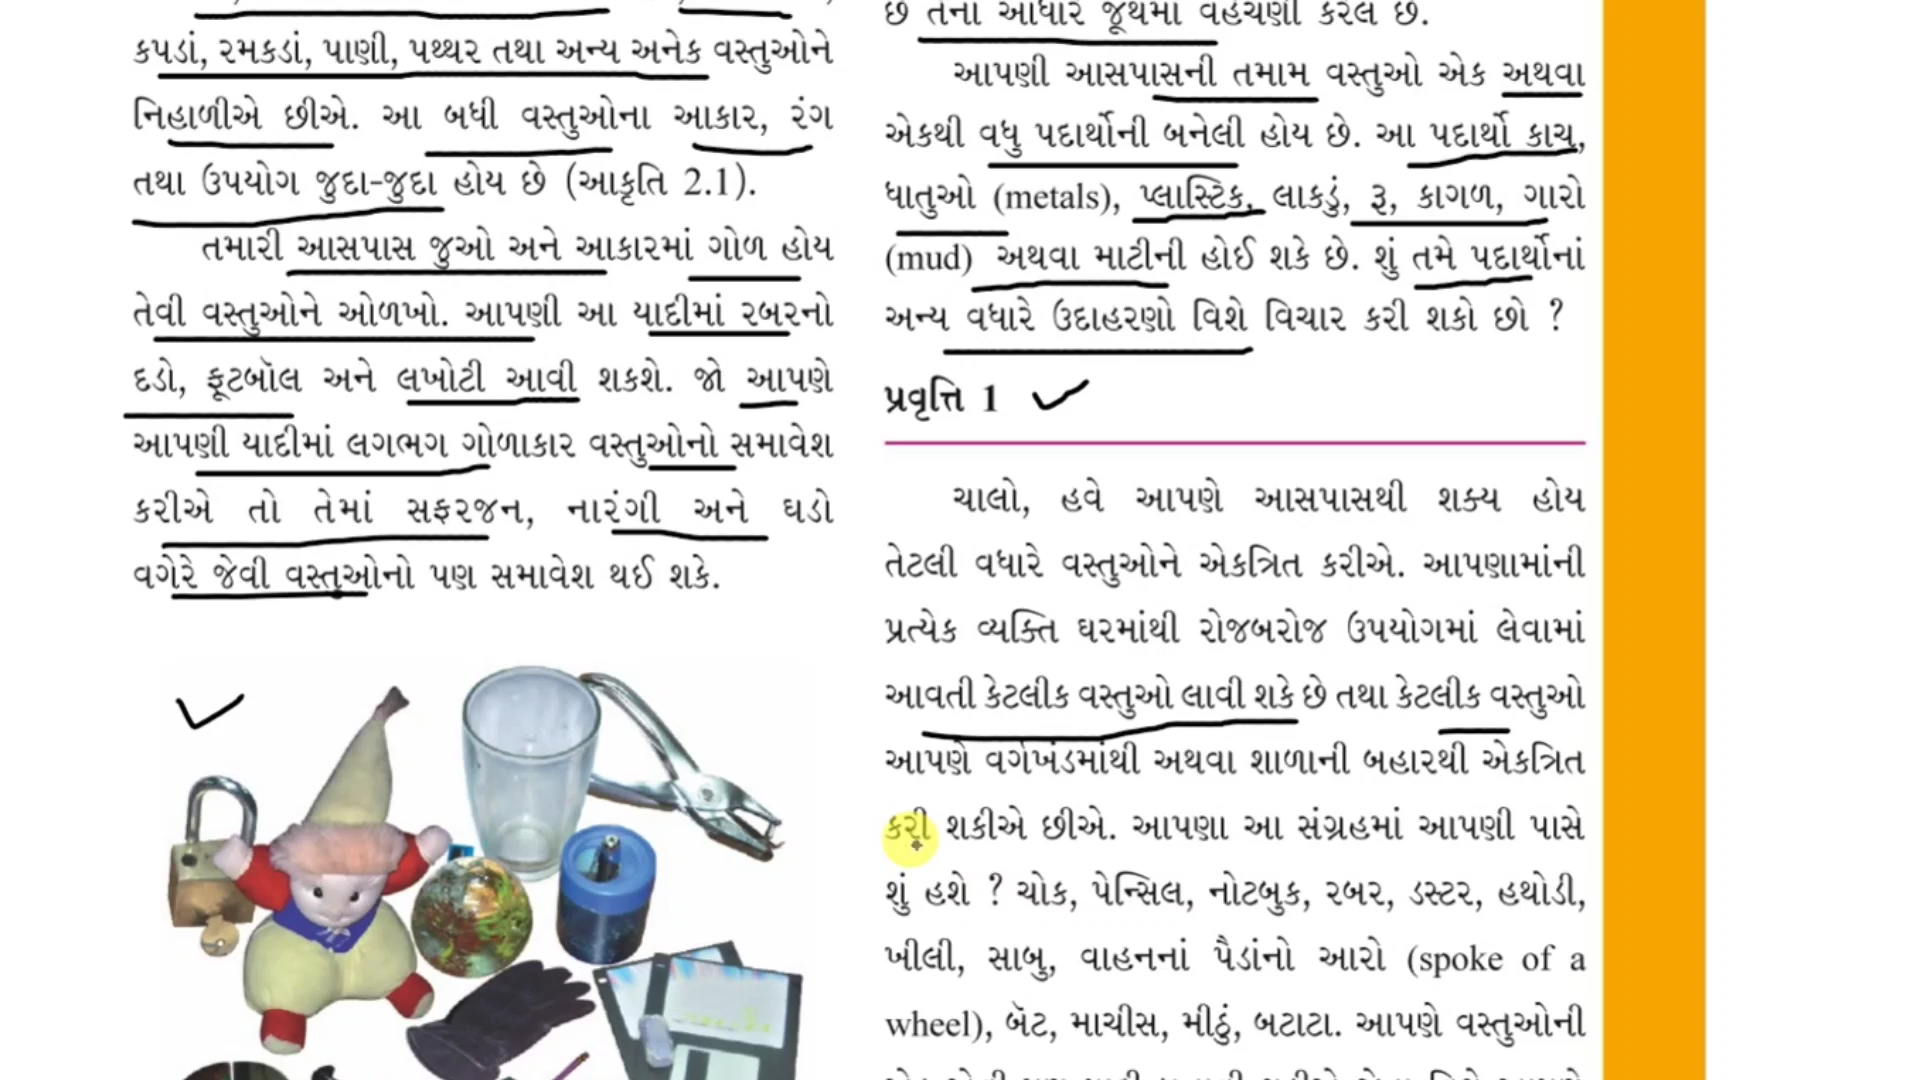 કપડાં, રમકડાં, પાણી, પથ્થર તથા અન્ય અનેક વસ્તુઓને
નિહાળીએ છીએ. આ બધી વસ્તુઓના આકાર, રંગ
તથા ઉપયોગ જુદા-જુદા હોય છે (આકૃતિ 2.1).
તમારી આસપાસ જુઓ અને આકારમાં ગોળ હોય
તેવી વસ્તુઓને ઓળખો. આપણી આ યાદીમાં રબરનો
દડો, ફૂટબૉલ અને લખોટી આવી શકશે. જો આપણે
આપણી યાદીમાં લગભગ ગોળાકાર વસ્તુઓનો સમાવેશ
કરીએ તો તેમાં સફરજન, નારંગી અને ઘડો
વગેરે જેવી વસ્તુઓનો પણ સમાવેશ થઈ શકે.
છે તેના આધારે જૂથમાં વહેંચણી કરેલ છે.
આપણી આસપાસની તમામ વસ્તુઓ એક અથવા
એકથી વધુ પદાર્થોની બનેલી હોય છે. આ પદાર્થો કાચ,
ધાતુઓ (metals), પ્લાસ્ટિક, લાકડું, રૂ, કાગળ, ગારો
(mud) અથવા માટીની હોઈ શકે છે. શું તમે પદાર્થોનાં
અન્ય વધારે ઉદાહરણો વિશે વિચાર કરી શકો છો ?
પ્રવૃત્તિ 1
ચાલો, હવે આપણે આસપાસથી શક્ય હોય
તેટલી વધારે વસ્તુઓને એકત્રિત કરીએ. આપણામાંની
પ્રત્યેક વ્યક્તિ ઘરમાંથી રોજબરોજ ઉપયોગમાં લેવામાં
આવતી કેટલીક વસ્તુઓ લાવી શકે છે તથા કેટલીક વસ્તુઓ
આપણે વર્ગખંડમાંથી અથવા શાળાની બહારથી એકત્રિત
કરી શકીએ છીએ. આપણા આ સંગ્રહમાં આપણી પાસે
શું હશે ? ચોક, પેન્સિલ, નોટબુક, રબર, ડસ્ટર, હથોડી,
ખીલી, સાબુ, વાહનનાં પૈડાંનો આરો (spoke of a
wheel), બૅટ, માચીસ, મીઠું, બટાટા. આપણે વસ્તુઓની